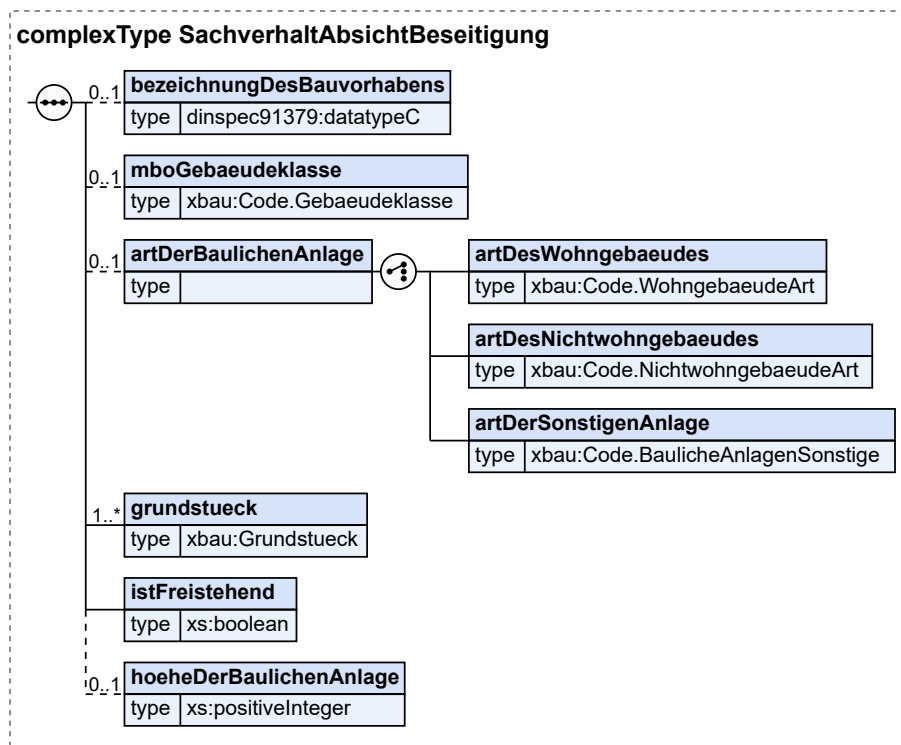 complexType SachverhaltAbsichtBeseitigung
0..1 bezeichnungDesBauvorhabens
type dinspec91379:datatypeC
0..1 mboGebaeudeklasse
type xbau:Code.Gebaeudeklasse
0..1 artDerBaulichenAnlage
type
artDesWohngebaeudes
type xbau:Code.WohngebaeudeArt
artDesNichtwohngebaeudes
type xbau:Code.NichtwohngebaeudeArt
artDerSonstigenAnlage
type xbau:Code.BaulicheAnlagenSonstige
1..* grundstueck
type xbau:Grundstueck
istFreistehend
type xs:boolean
0..1 hoeheDerBaulichenAnlage
type xs:positiveInteger